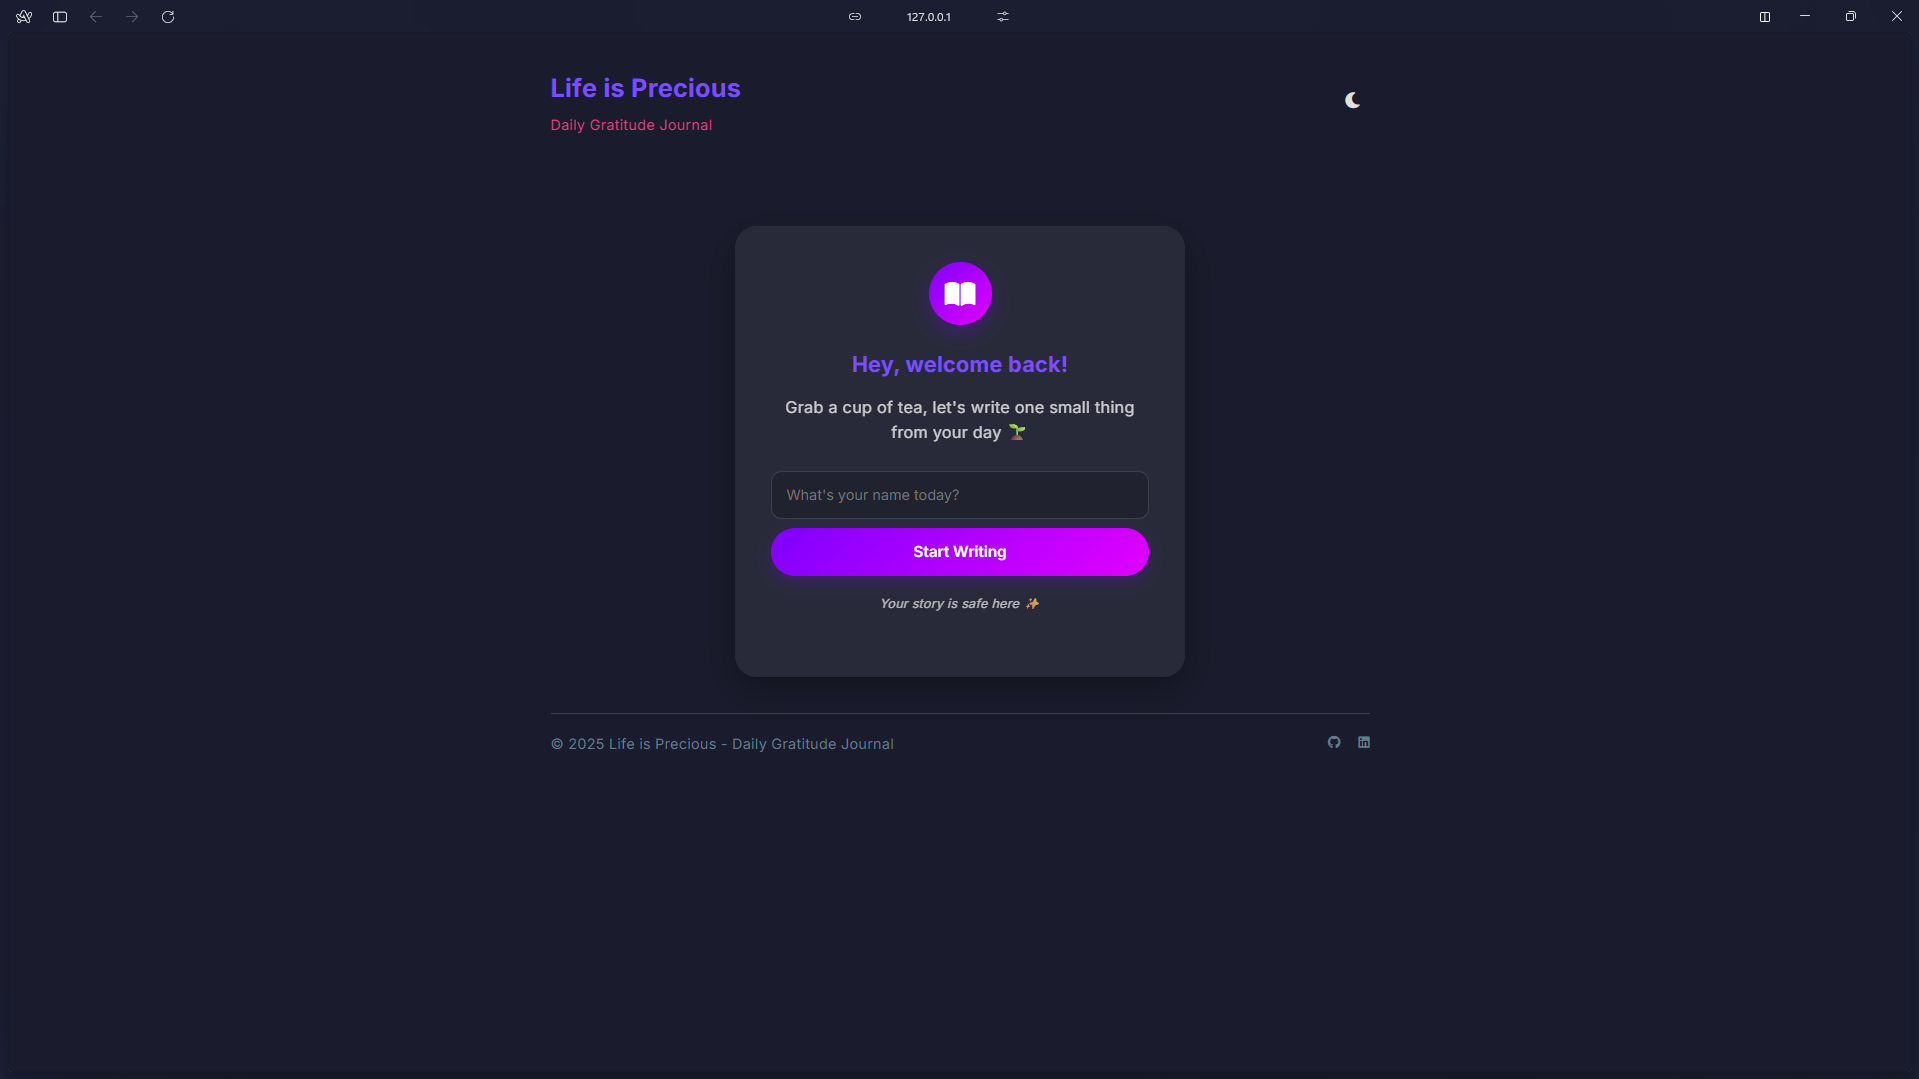 127.0.0.1
Life is Precious
Daily Gratitude Journal
Hey, welcome back!
Grab a cup of tea, let's write one small thing
from your day 🌱
What's your name today?
Start Writing
Your story is safe here ✨
© 2025 Life is Precious - Daily Gratitude Journal